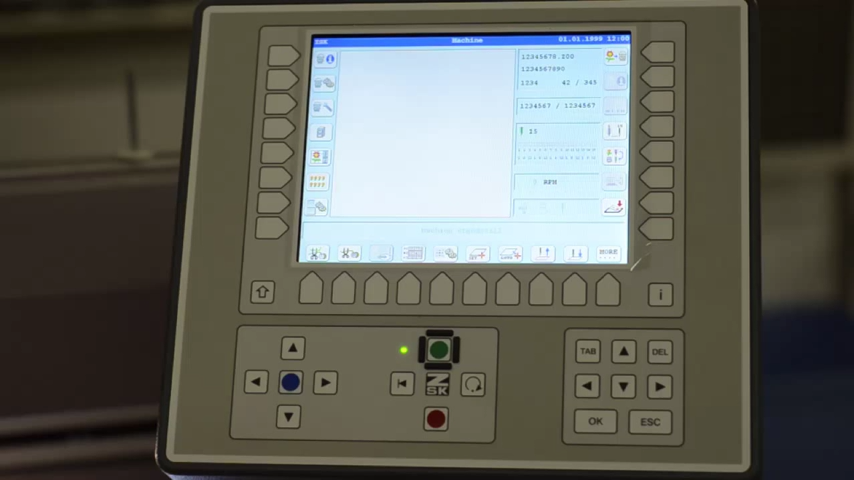 ZSK Machine 01.01.1999 12:00
12345678.100
1234567890
1234 42 / 345
1234567 / 1234567
15
RPM
MORE
i
TAB DEL
ZSK
OK ESC